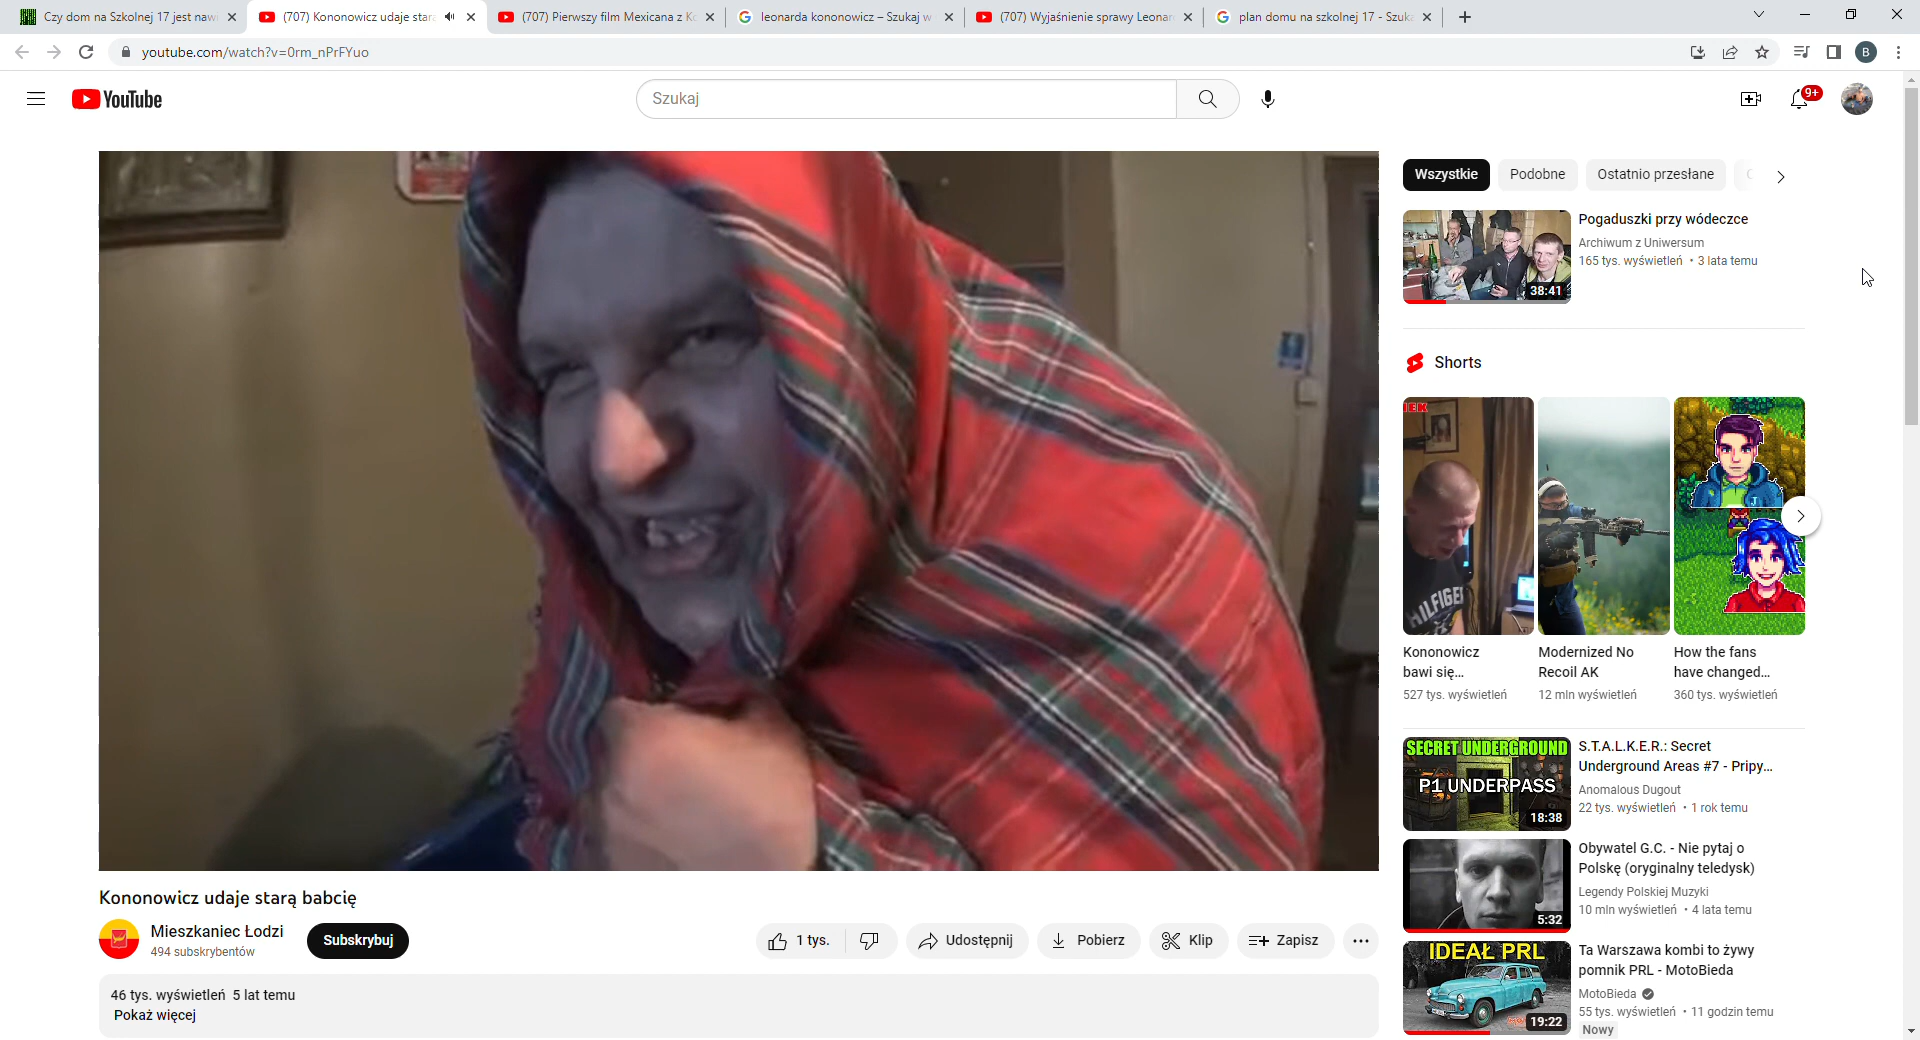 Czy dom na Szkolnej 17 jest naw
(707) Kononowicz udaje star
(707) Pierwszy film Mexicana z K
leonarda kononowicz – Szukaj w
(707) Wyjaśnienie sprawy Leonar
plan domu na szkolnej 17 - Szuk
youtube.com/watch?v=0rm_nPrFYuo
B
YouTube
Szukaj
9+
Wszystkie
Podobne
Ostatnio przesłane
Pogaduszki przy wódeczce
Archiwum z Uniwersum
165 tys. wyświetleń • 3 lata temu
38:41
Shorts
Kononowicz
bawi się...
527 tys. wyświetleń
Modernized No
Recoil AK
12 mln wyświetleń
How the fans
have changed...
360 tys. wyświetleń
SECRET UNDERGROUND
P1 UNDERPASS
18:38
S.T.A.L.K.E.R.: Secret
Underground Areas #7 - Pripy...
Anomalous Dugout
22 tys. wyświetleń • 1 rok temu
5:32
Obywatel G.C. - Nie pytaj o
Polskę (oryginalny teledysk)
Legendy Polskiej Muzyki
10 mln wyświetleń • 4 lata temu
IDEAŁ PRL
19:22
Ta Warszawa kombi to żywy
pomnik PRL - MotoBieda
MotoBieda
55 tys. wyświetleń • 11 godzin temu
Nowy
Kononowicz udaje starą babcię
Mieszkaniec Łodzi
494 subskrybentów
Subskrybuj
1 tys.
Udostępnij
Pobierz
Klip
Zapisz
46 tys. wyświetleń 5 lat temu
Pokaż więcej